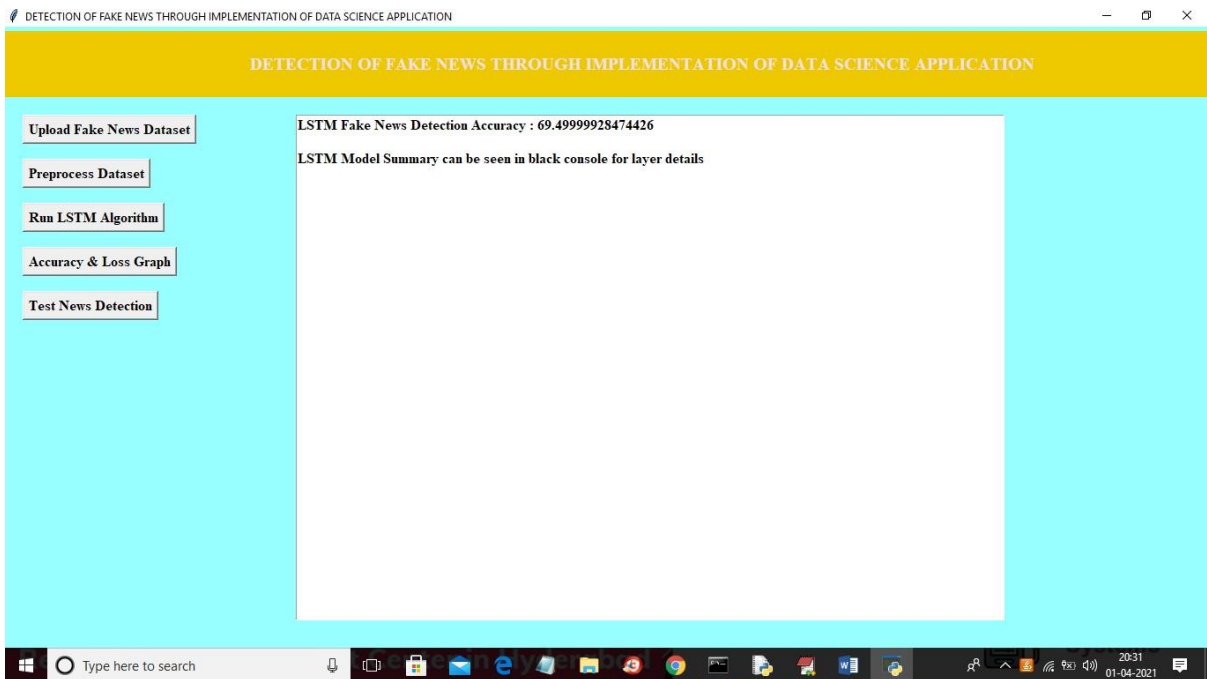 DETECTION OF FAKE NEWS THROUGH IMPLEMENTATION OF DATA SCIENCE APPLICATION
DETECTION OF FAKE NEWS THROUGH IMPLEMENTATION OF DATA SCIENCE APPLICATION
Upload Fake News Dataset
Preprocess Dataset
Run LSTM Algorithm
Accuracy & Loss Graph
Test News Detection
LSTM Fake News Detection Accuracy : 69.49999928474426
LSTM Model Summary can be seen in black console for layer details
Type here to search
20:31
01-04-2021